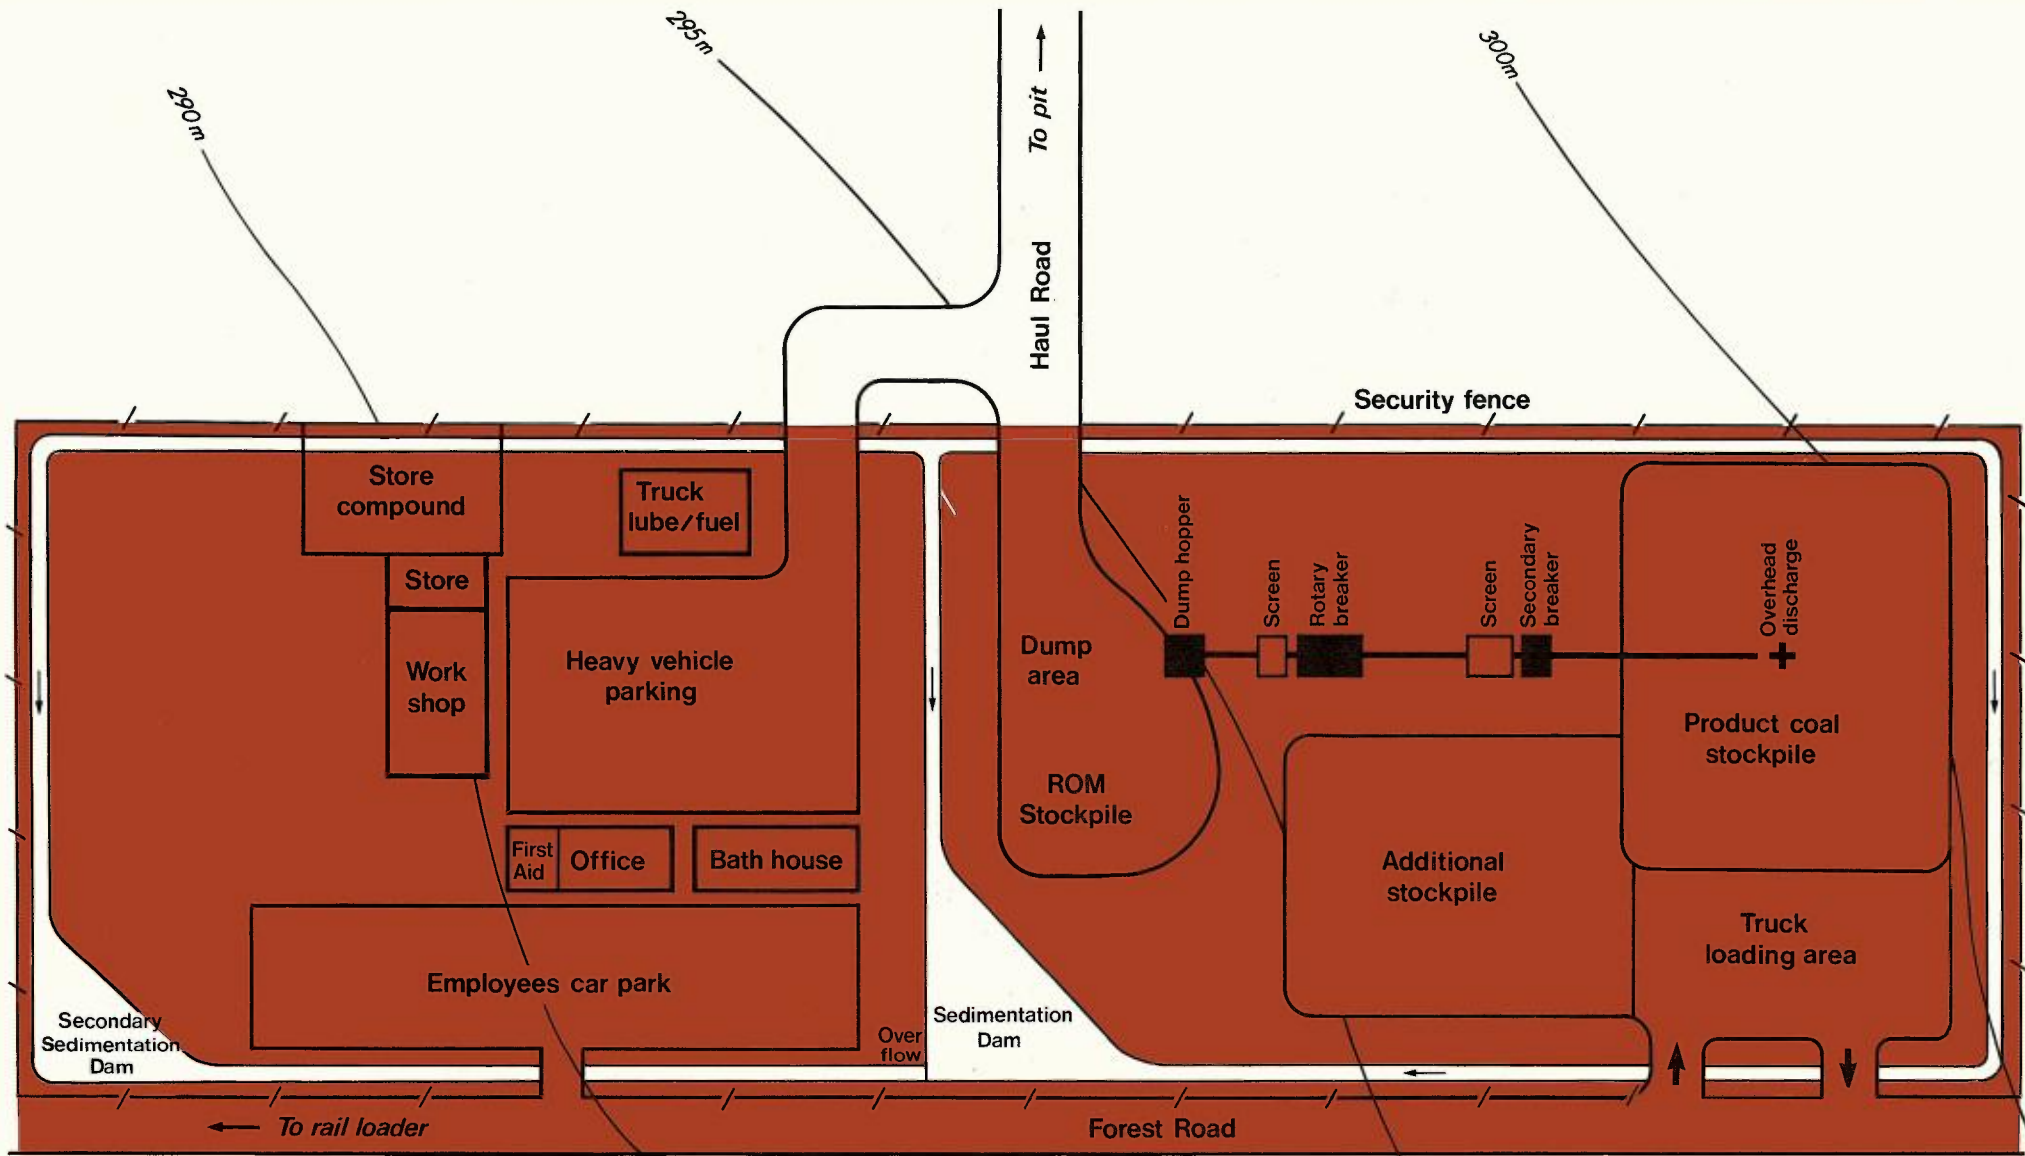 290m
295m
300m
To pit
Haul Road
Security fence
Store
compound
Truck
lube/fuel
Store
Work
shop
Heavy vehicle
parking
First
Aid
Office
Bath house
Employees car park
Secondary
Sedimentation
Dam
Over
flow
Sedimentation
Dam
Dump
area
ROM
Stockpile
Dump hopper
Screen
Rotary
breaker
Screen
Secondary
breaker
Overhead
discharge
Product coal
stockpile
Additional
stockpile
Truck
loading area
To rail loader
Forest Road